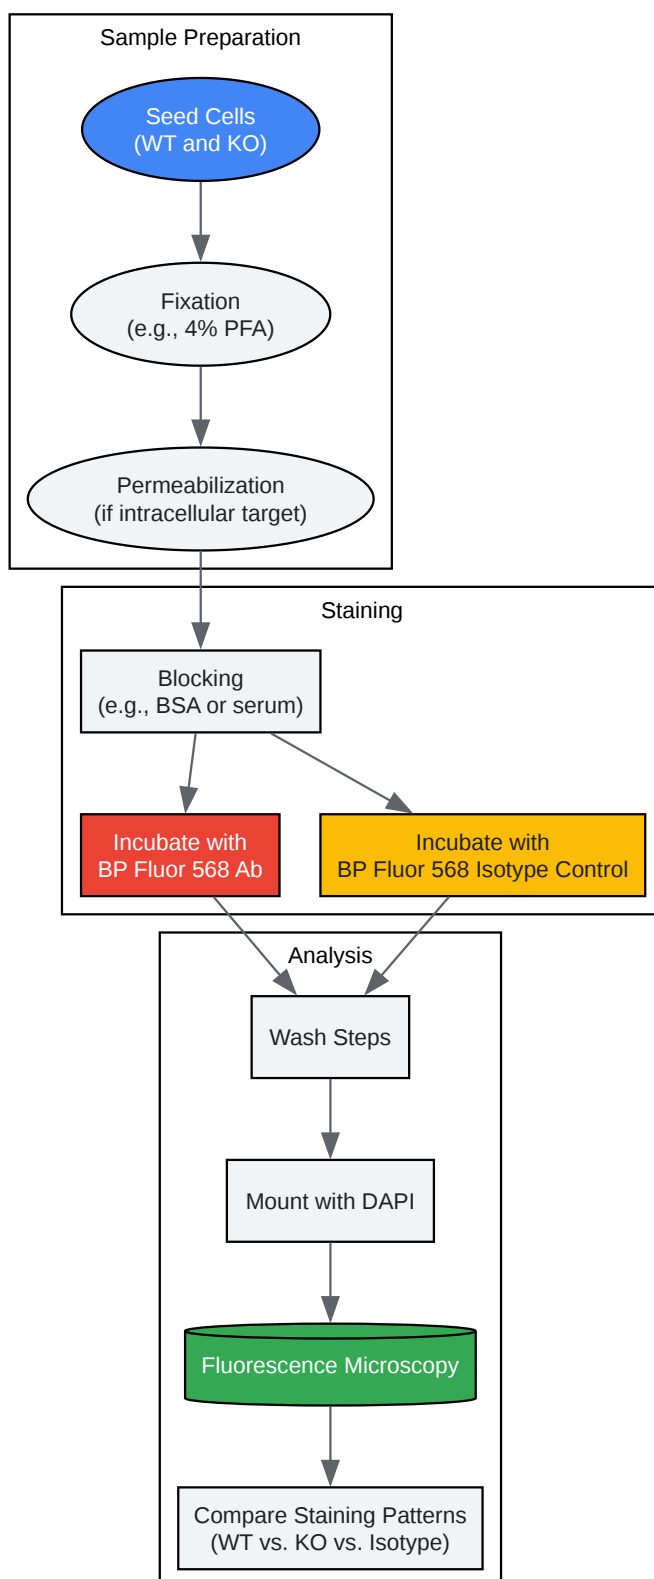 Sample Preparation
Seed Cells
(WT and KO)
Fixation
(e.g., 4% PFA)
Permeabilization
(if intracellular target)
Staining
Blocking
(e.g., BSA or serum)
Incubate with
BP Fluor 568 Ab
Incubate with
BP Fluor 568 Isotype Control
Analysis
Wash Steps
Mount with DAPI
Fluorescence Microscopy
Compare Staining Patterns
(WT vs. KO vs. Isotype)